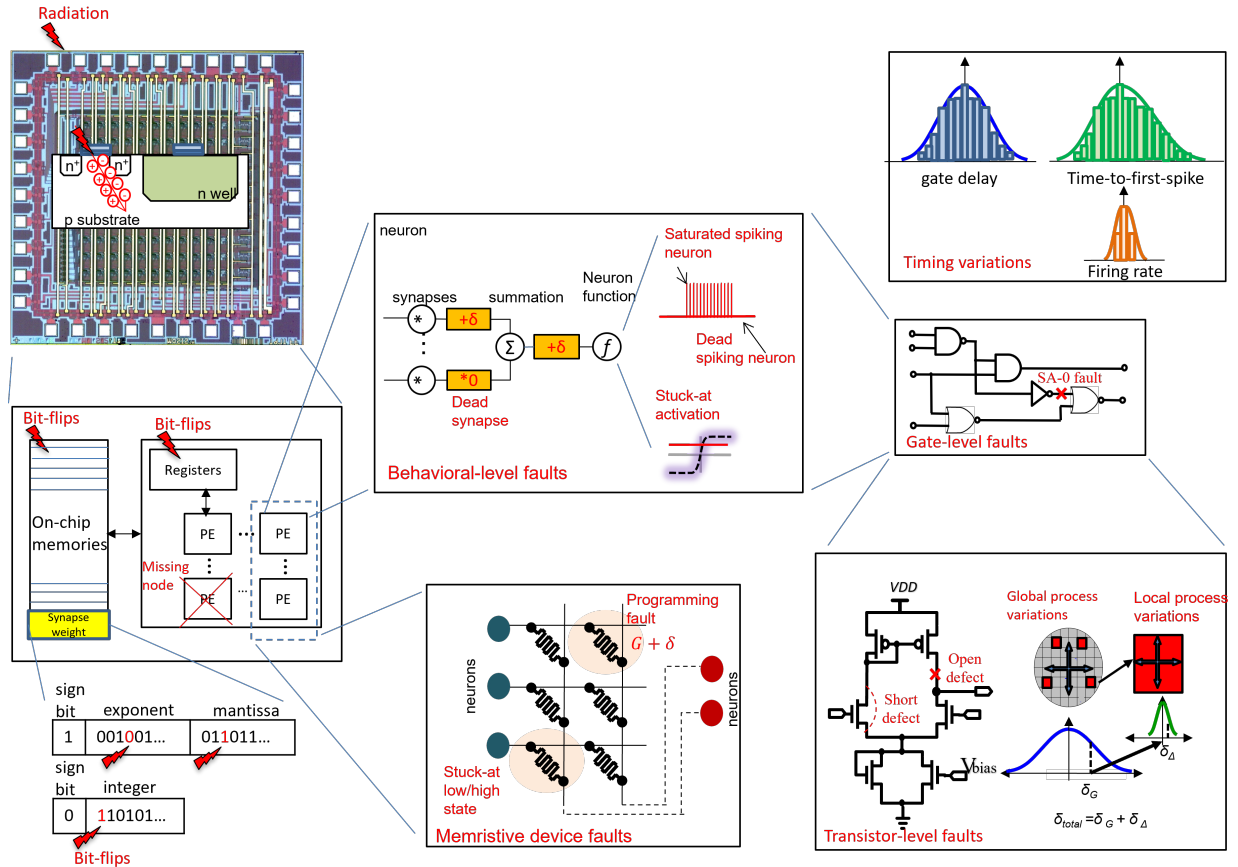 Radiation
n+
n+
n well
p substrate
Bit-flips
Bit-flips
Registers
On-chip
memories
PE
PE
Missing
node
PE
PE
Synapse
weight
sign
bit
exponent
mantissa
1
001001...
011011...
sign
bit
integer
0
110101...
Bit-flips
neuron
synapses
summation
Neuron
function
*
+δ
Σ
+δ
f
*
*0
Dead
synapse
Saturated spiking
neuron
Dead
spiking neuron
Stuck-at
activation
Behavioral-level faults
Programming
fault
G + δ
neurons
neurons
Stuck-at
low/high
state
Memristive device faults
gate delay
Time-to-first-spike
Timing variations
Firing rate
SA-0 fault
Gate-level faults
VDD
Open
defect
Short
defect
Vbias
Global process
variations
Local process
variations
δΔ
δG
δtotal =δG + δΔ
Transistor-level faults